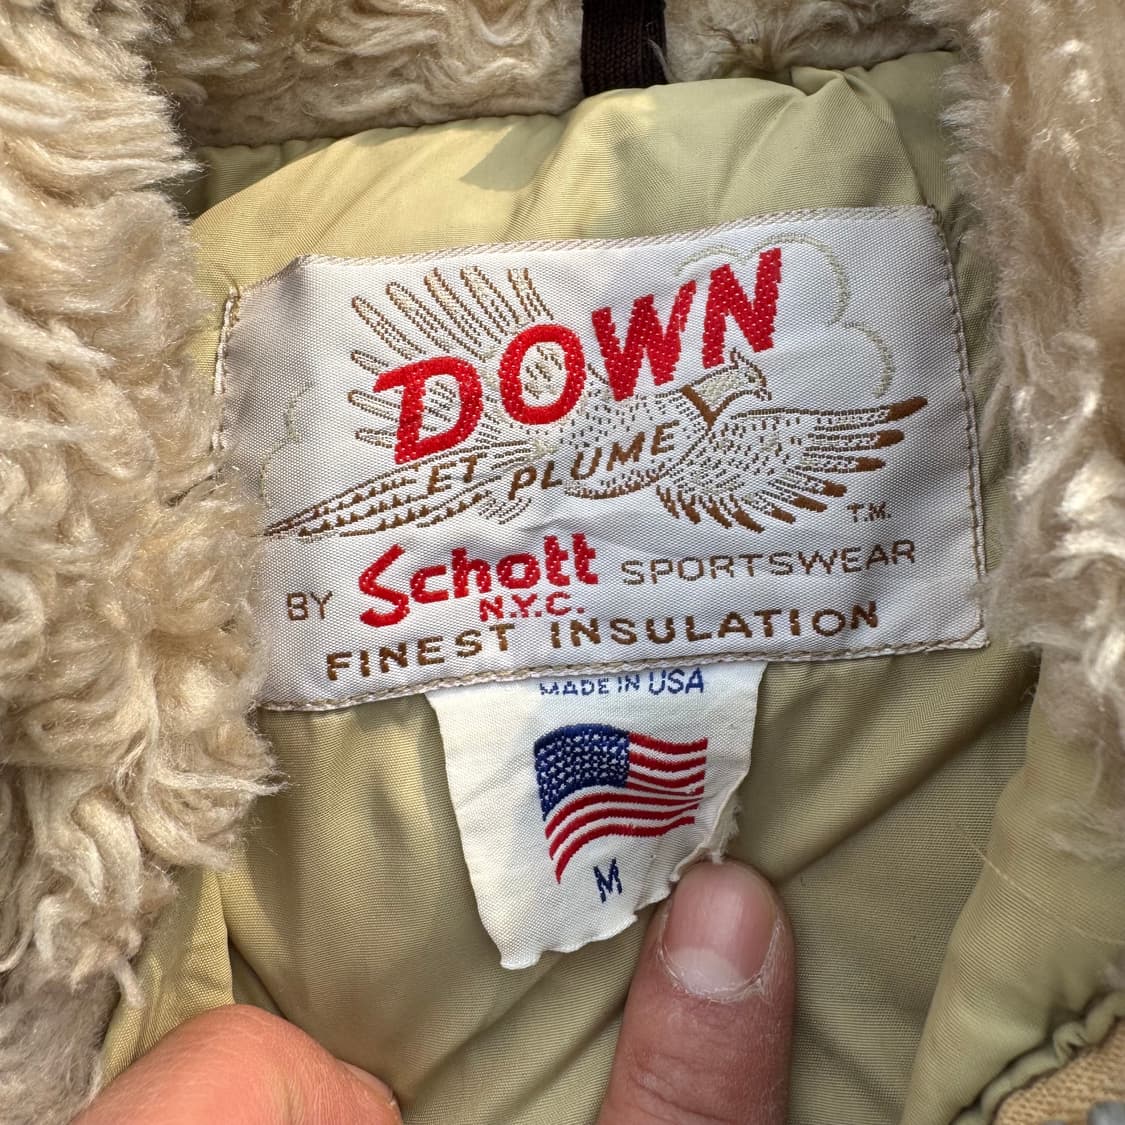 DOWN
ET PLUME
T.M.
BY Schott SPORTSWEAR
N.Y.C.
FINEST INSULATION
MADE IN USA
M